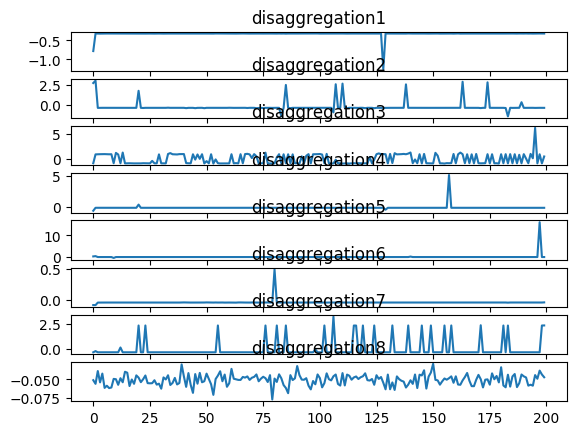 disaggregation1
−0.5
−1.0
disaggregation2
2.5
0.0
disaggregation3
5
0
disaggregation4
5
0
disaggregation5
10
0
disaggregation6
0.5
0.0
disaggregation7
2.5
0.0
disaggregation8
−0.050
−0.075
0 25 50 75 100 125 150 175 200